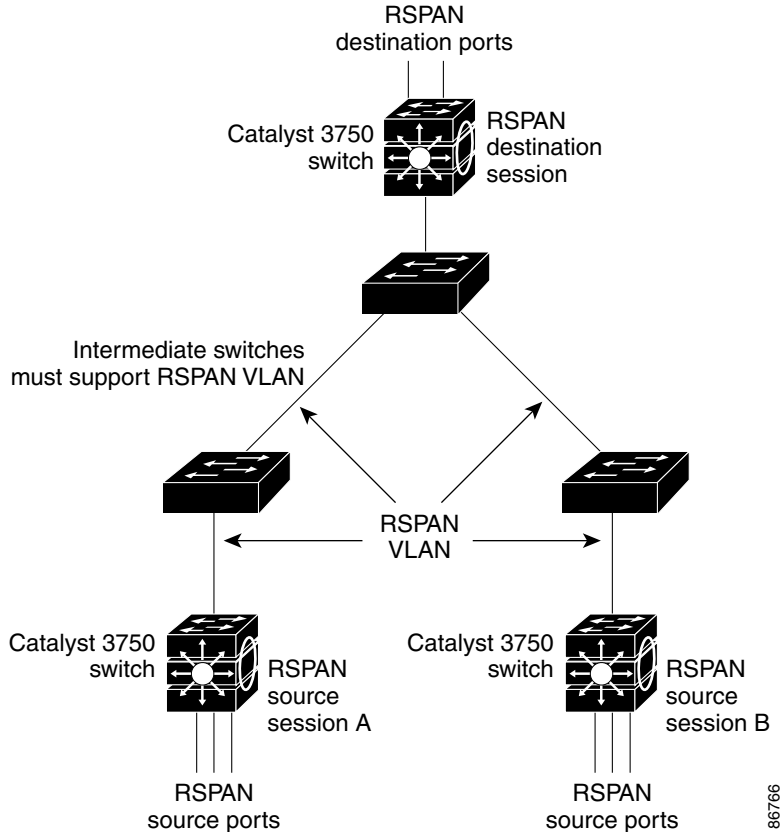 RSPAN
destination ports
Catalyst 3750
switch
RSPAN
destination
session
Intermediate switches
must support RSPAN VLAN
RSPAN
VLAN
Catalyst 3750
switch
RSPAN
source
session A
Catalyst 3750
switch
RSPAN
source
session B
RSPAN
source ports
RSPAN
source ports
86766